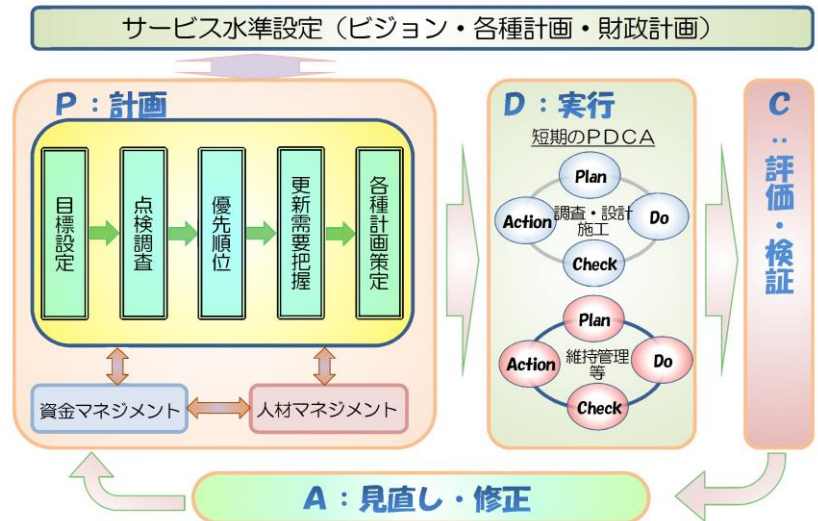 サービス水準設定（ビジョン・各種計画・財政計画）
P：計画
目標設定
点検調査
優先順位
更新需要把握
各種計画策定
資金マネジメント
人材マネジメント
D：実行
短期のPDCA
Plan
Action
調査・設計
施工
Do
Check
Plan
Action
維持管理
等
Do
Check
C：評価・検証
A：見直し・修正